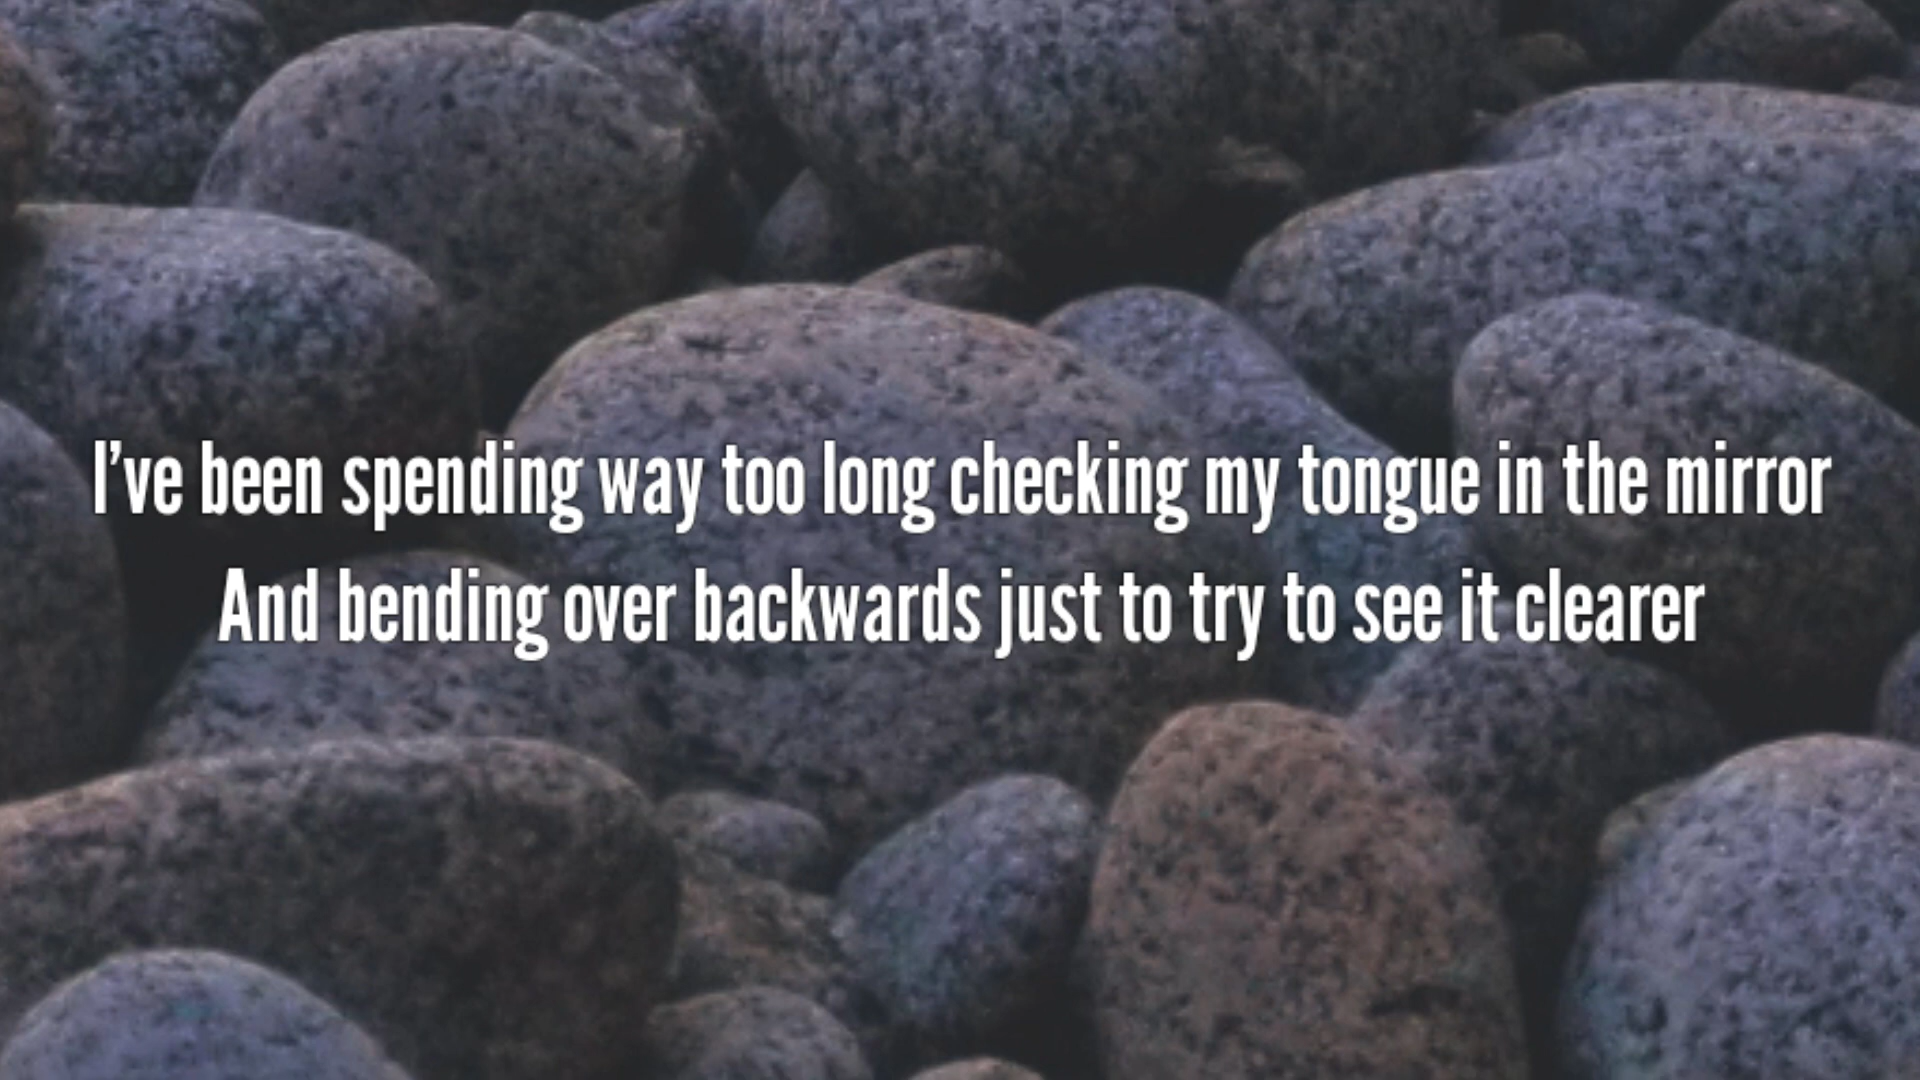 I've been spending way too long checking my tongue in the mirror
And bending over backwards just to try to see it clearer